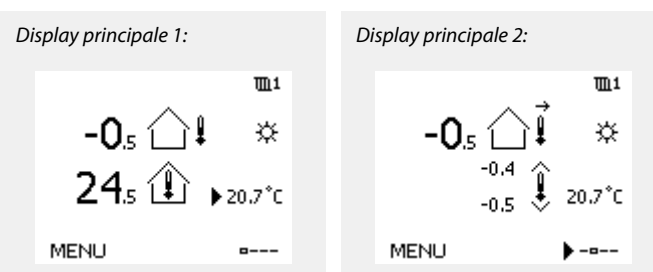 Display principale 1:
1
-0.5
24.5
20.7°C
MENU
Display principale 2:
1
-0.5
-0.4
-0.5
20.7°C
MENU